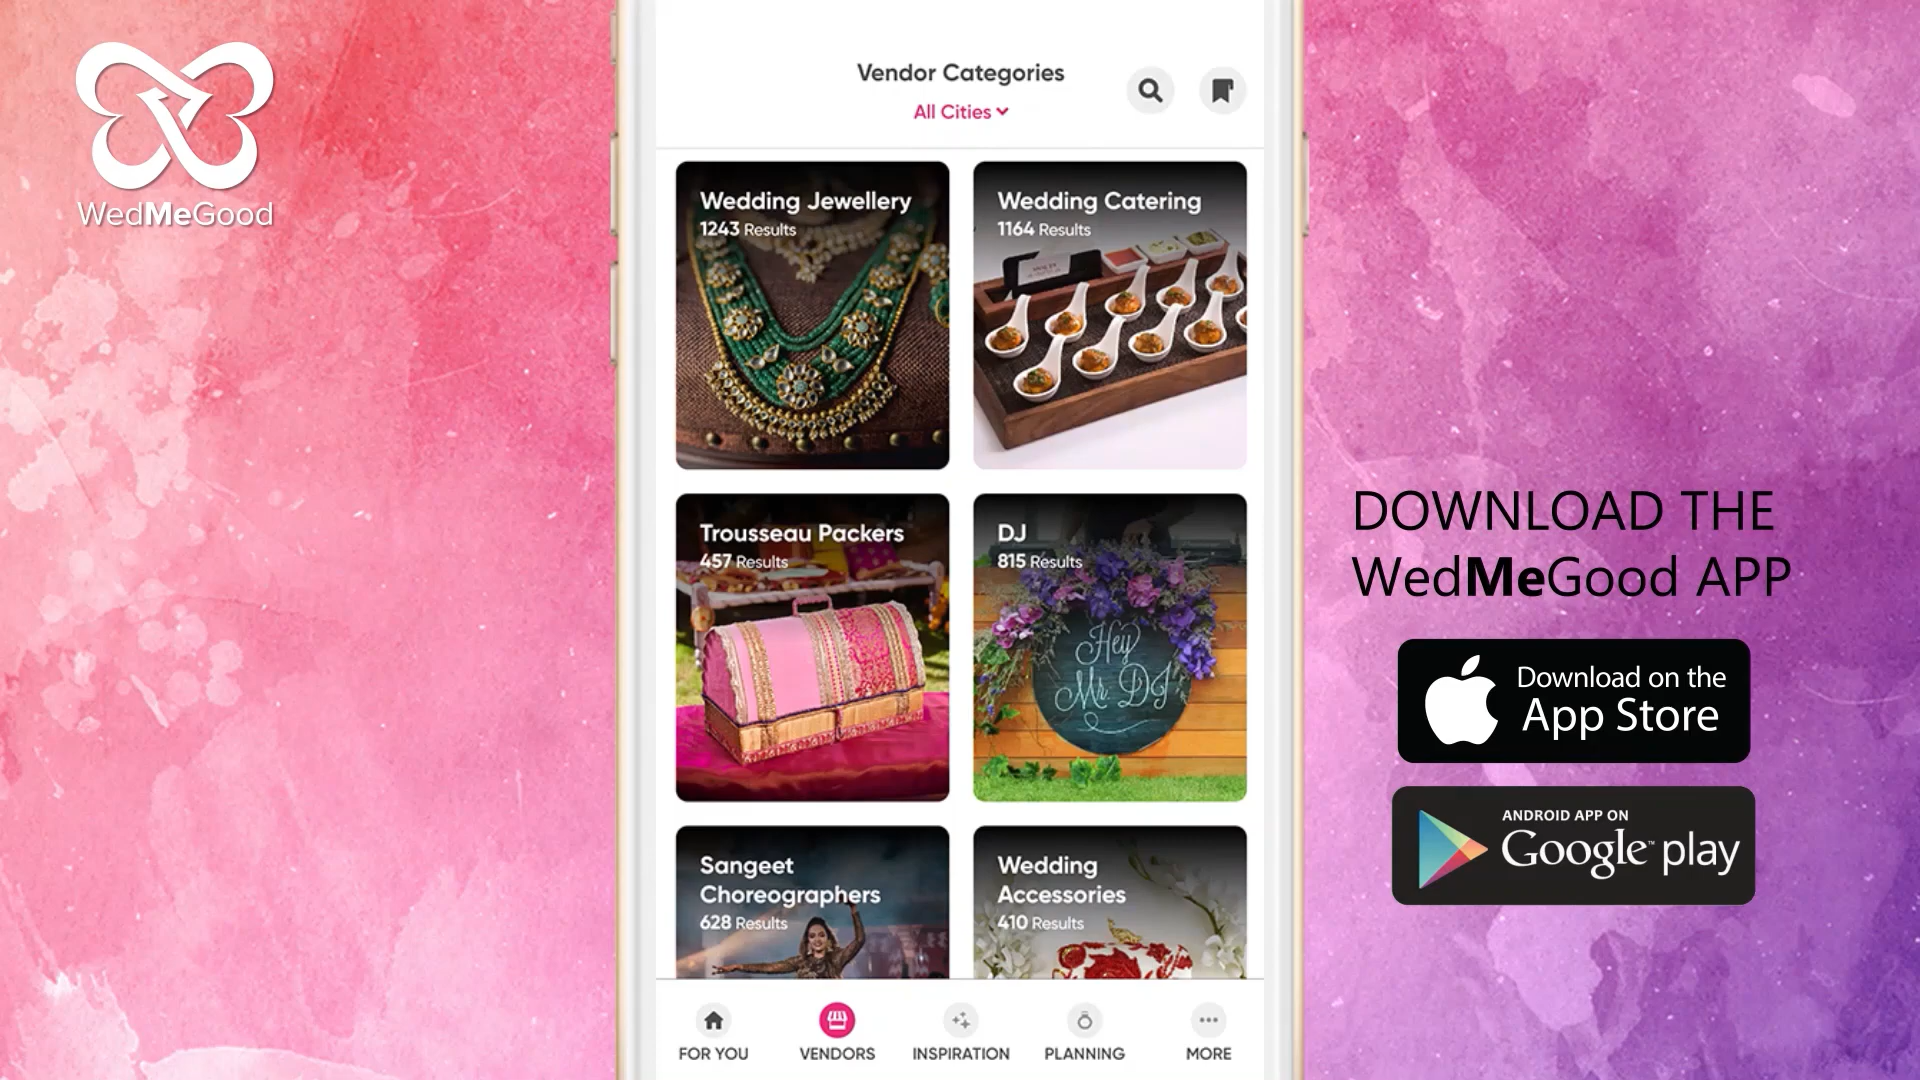 WedMeGood
Vendor Categories
All Cities
Wedding Jewellery
1243 Results
Wedding Catering
1164 Results
Trousseau Packers
457 Results
DJ
815 Results
Hey
Mr. DJ
Sangeet
Choreographers
628 Results
Wedding
Accessories
410 Results
FOR YOU
VENDORS
INSPIRATION
PLANNING
MORE
DOWNLOAD THE
WedMeGood APP
Download on the
App Store
ANDROID APP ON
Google™ play